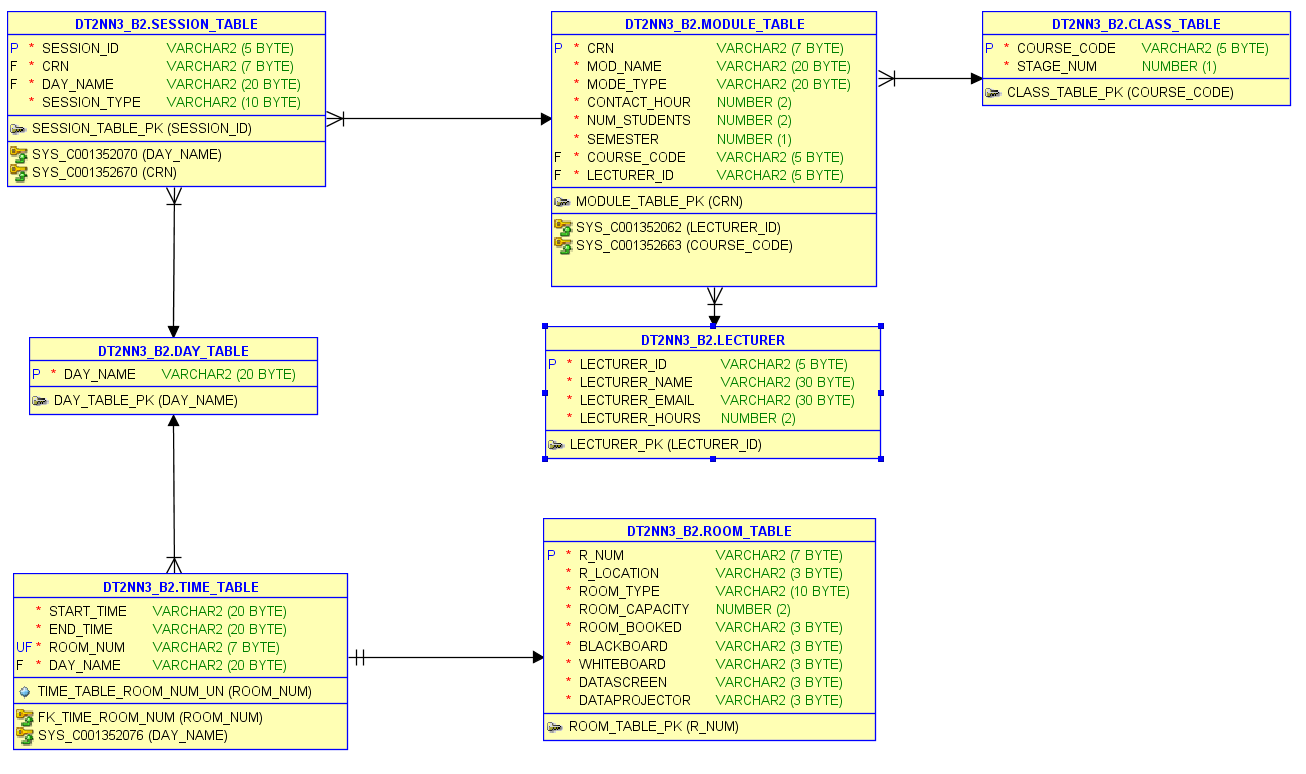 DT2NN3_B2.SESSION_TABLE
P * SESSION_ID VARCHAR2 (5 BYTE)
F * CRN VARCHAR2 (7 BYTE)
F * DAY_NAME VARCHAR2 (20 BYTE)
* SESSION_TYPE VARCHAR2 (10 BYTE)
SESSION_TABLE_PK (SESSION_ID)
SYS_C001352070 (DAY_NAME)
SYS_C001352670 (CRN)
DT2NN3_B2.MODULE_TABLE
P * CRN VARCHAR2 (7 BYTE)
* MOD_NAME VARCHAR2 (20 BYTE)
* MODE_TYPE VARCHAR2 (20 BYTE)
* CONTACT_HOUR NUMBER (2)
* NUM_STUDENTS NUMBER (2)
* SEMESTER NUMBER (1)
F * COURSE_CODE VARCHAR2 (5 BYTE)
F * LECTURER_ID VARCHAR2 (5 BYTE)
MODULE_TABLE_PK (CRN)
SYS_C001352062 (LECTURER_ID)
SYS_C001352663 (COURSE_CODE)
DT2NN3_B2.CLASS_TABLE
P * COURSE_CODE VARCHAR2 (5 BYTE)
* STAGE_NUM NUMBER (1)
CLASS_TABLE_PK (COURSE_CODE)
DT2NN3_B2.DAY_TABLE
P * DAY_NAME VARCHAR2 (20 BYTE)
DAY_TABLE_PK (DAY_NAME)
DT2NN3_B2.LECTURER
P * LECTURER_ID VARCHAR2 (5 BYTE)
* LECTURER_NAME VARCHAR2 (30 BYTE)
* LECTURER_EMAIL VARCHAR2 (30 BYTE)
* LECTURER_HOURS NUMBER (2)
LECTURER_PK (LECTURER_ID)
DT2NN3_B2.TIME_TABLE
* START_TIME VARCHAR2 (20 BYTE)
* END_TIME VARCHAR2 (20 BYTE)
UF * ROOM_NUM VARCHAR2 (7 BYTE)
F * DAY_NAME VARCHAR2 (20 BYTE)
TIME_TABLE_ROOM_NUM_UN (ROOM_NUM)
FK_TIME_ROOM_NUM (ROOM_NUM)
SYS_C001352076 (DAY_NAME)
DT2NN3_B2.ROOM_TABLE
P * R_NUM VARCHAR2 (7 BYTE)
* R_LOCATION VARCHAR2 (3 BYTE)
* ROOM_TYPE VARCHAR2 (10 BYTE)
* ROOM_CAPACITY NUMBER (2)
* ROOM_BOOKED VARCHAR2 (3 BYTE)
* BLACKBOARD VARCHAR2 (3 BYTE)
* WHITEBOARD VARCHAR2 (3 BYTE)
* DATASCREEN VARCHAR2 (3 BYTE)
* DATAPROJECTOR VARCHAR2 (3 BYTE)
ROOM_TABLE_PK (R_NUM)